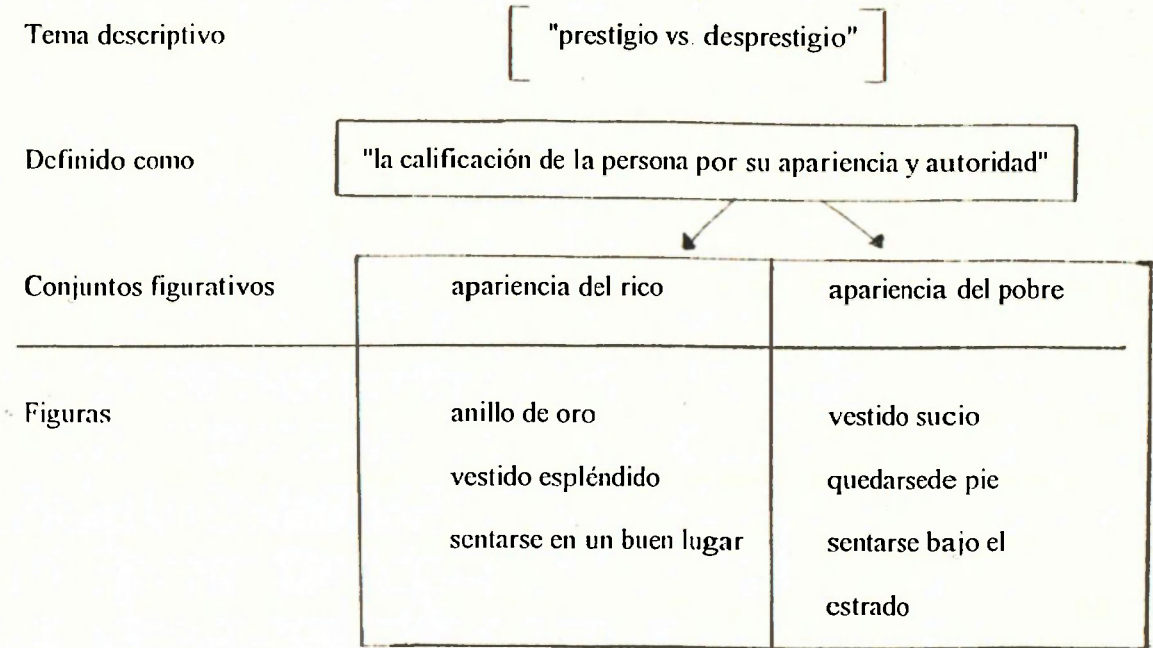 Tema descriptivo
"prestigio vs. desprestigio"
Definido como
"la calificación de la persona por su apariencia y autoridad"
Conjuntos figurativos
apariencia del rico
apariencia del pobre
Figuras
anillo de oro
vestido sucio
vestido espléndido
quedarsede pie
sentarse en un buen lugar
sentarse bajo el
estrado